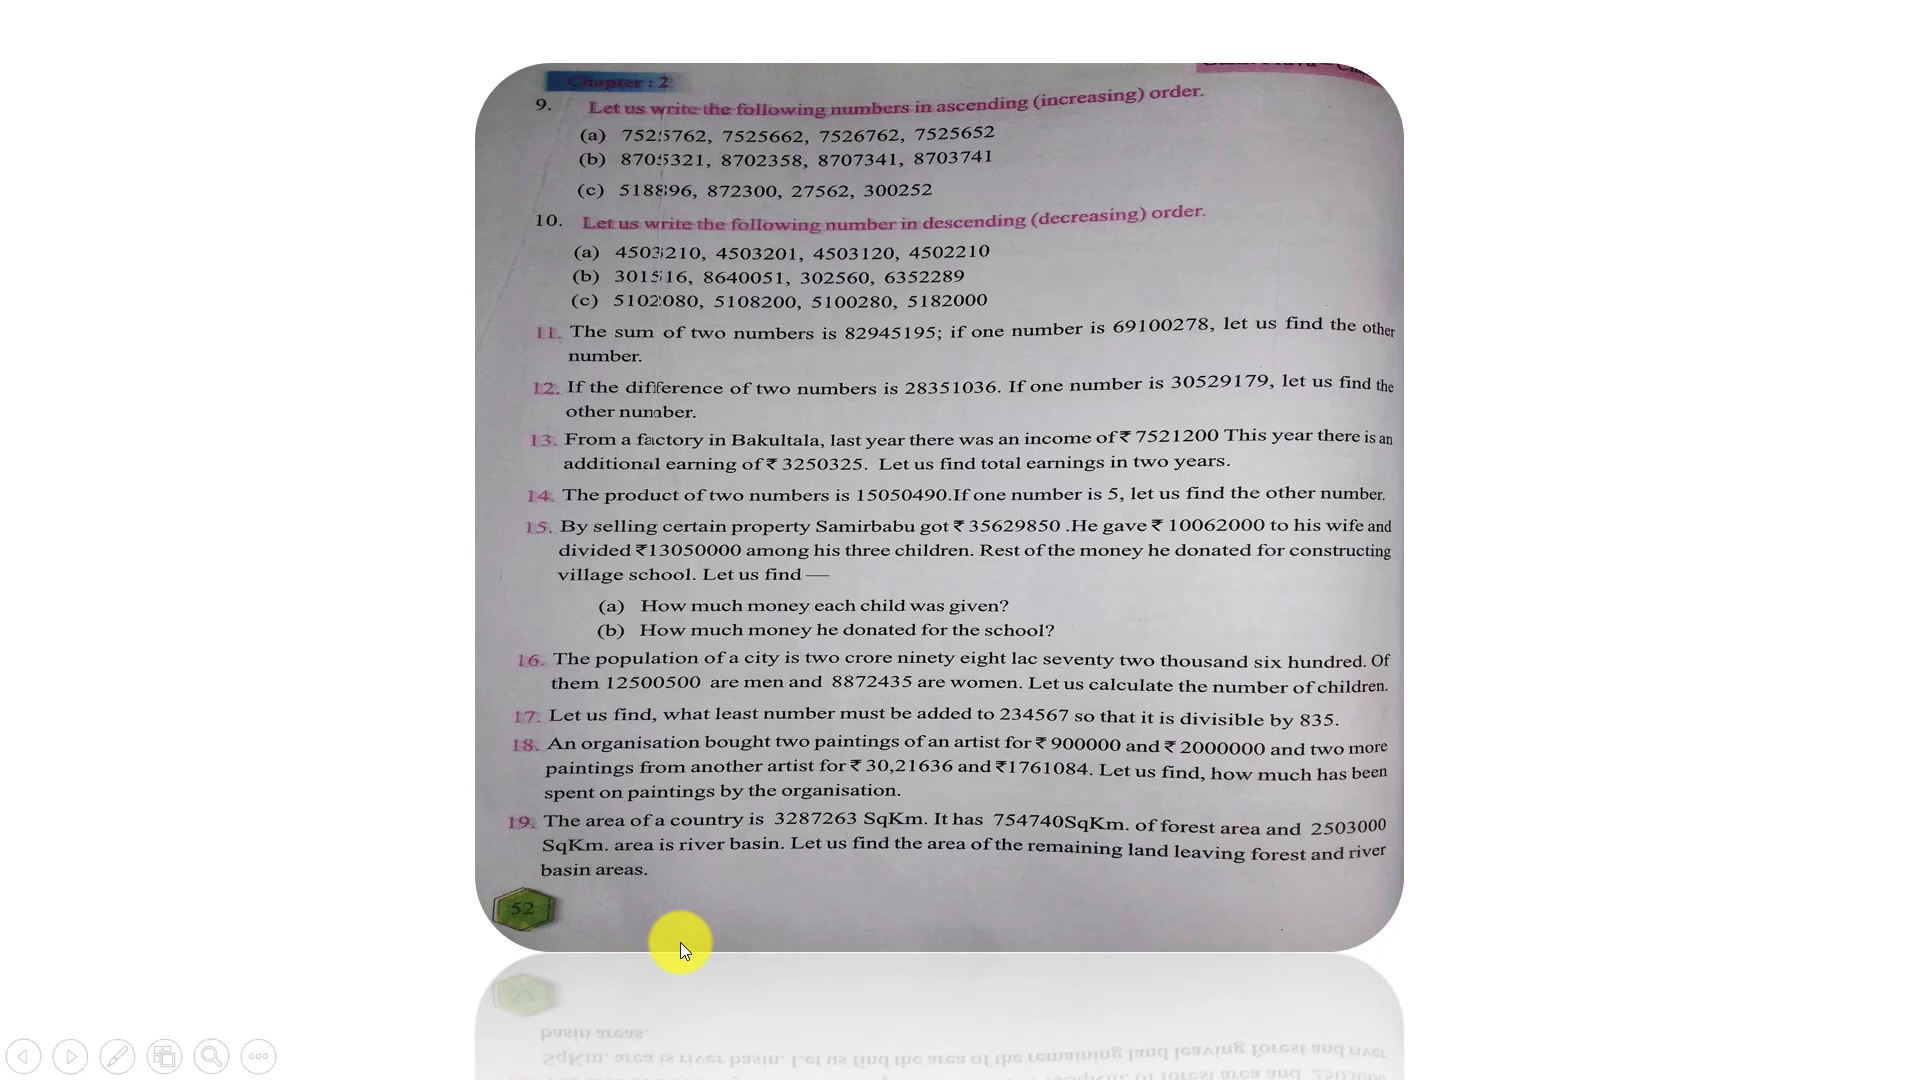 Chapter : 2
9. Let us write the following numbers in ascending (increasing) order.
(a) 7525762, 7525662, 7526762, 7525652
(b) 8705321, 8702358, 8707341, 8703741
(c) 518896, 872300, 27562, 300252
10. Let us write the following number in descending (decreasing) order.
(a) 4503210, 4503201, 4503120, 4502210
(b) 301516, 8640051, 302560, 6352289
(c) 5102080, 5108200, 5100280, 5182000
11. The sum of two numbers is 82945195; if one number is 69100278, let us find the other
number.
12. If the difference of two numbers is 28351036. If one number is 30529179, let us find the
other number.
13. From a factory in Bakultala, last year there was an income of ₹ 7521200 This year there is an
additional earning of ₹ 3250325. Let us find total earnings in two years.
14. The product of two numbers is 15050490.If one number is 5, let us find the other number.
15. By selling certain property Samirbabu got ₹ 35629850 .He gave ₹ 10062000 to his wife and
divided ₹13050000 among his three children. Rest of the money he donated for constructing
village school. Let us find —
(a) How much money each child was given?
(b) How much money he donated for the school?
16. The population of a city is two crore ninety eight lac seventy two thousand six hundred. Of
them 12500500 are men and 8872435 are women. Let us calculate the number of children.
17. Let us find, what least number must be added to 234567 so that it is divisible by 835.
18. An organisation bought two paintings of an artist for ₹ 900000 and ₹ 2000000 and two more
paintings from another artist for ₹ 30,21636 and ₹1761084. Let us find, how much has been
spent on paintings by the organisation.
19. The area of a country is 3287263 SqKm. It has 754740SqKm. of forest area and 2503000
SqKm. area is river basin. Let us find the area of the remaining land leaving forest and river
basin areas.
52